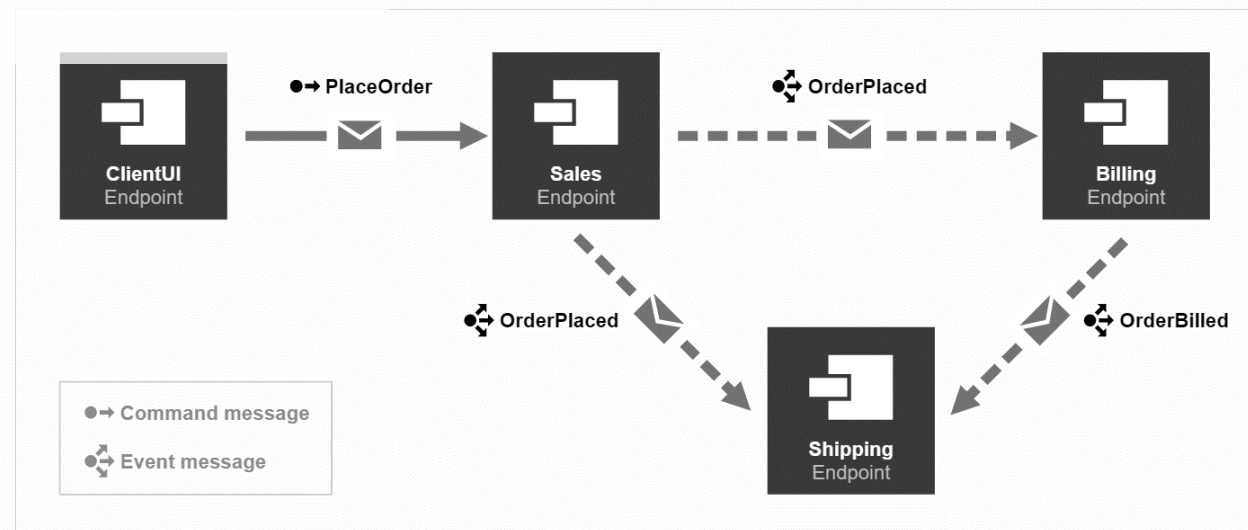 PlaceOrder
OrderPlaced
ClientUI
Endpoint
Sales
Endpoint
Billing
Endpoint
OrderPlaced
OrderBilled
Shipping
Endpoint
Command message
Event message